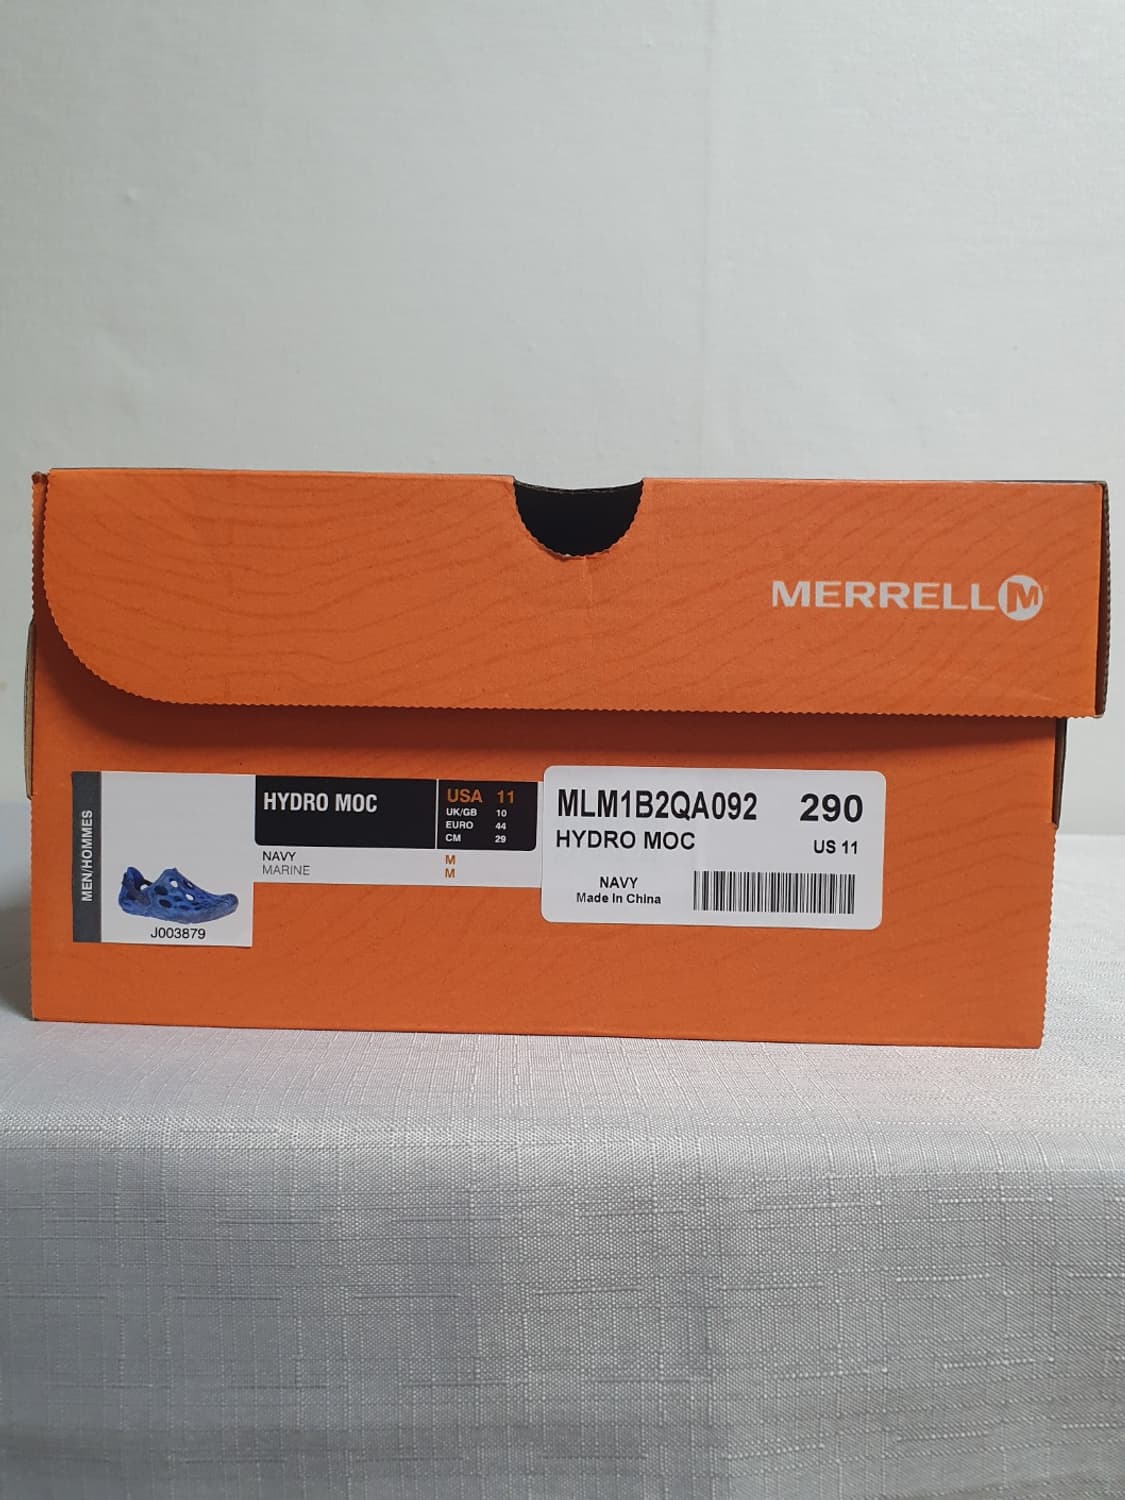 MERRELL M
MEN/HOMMES
J003879
HYDRO MOC
USA 11
UK/GB 10
EURO 44
CM 29
NAVY M
MARINE M
MLM1B2QA092 290
HYDRO MOC US 11
NAVY
Made In China